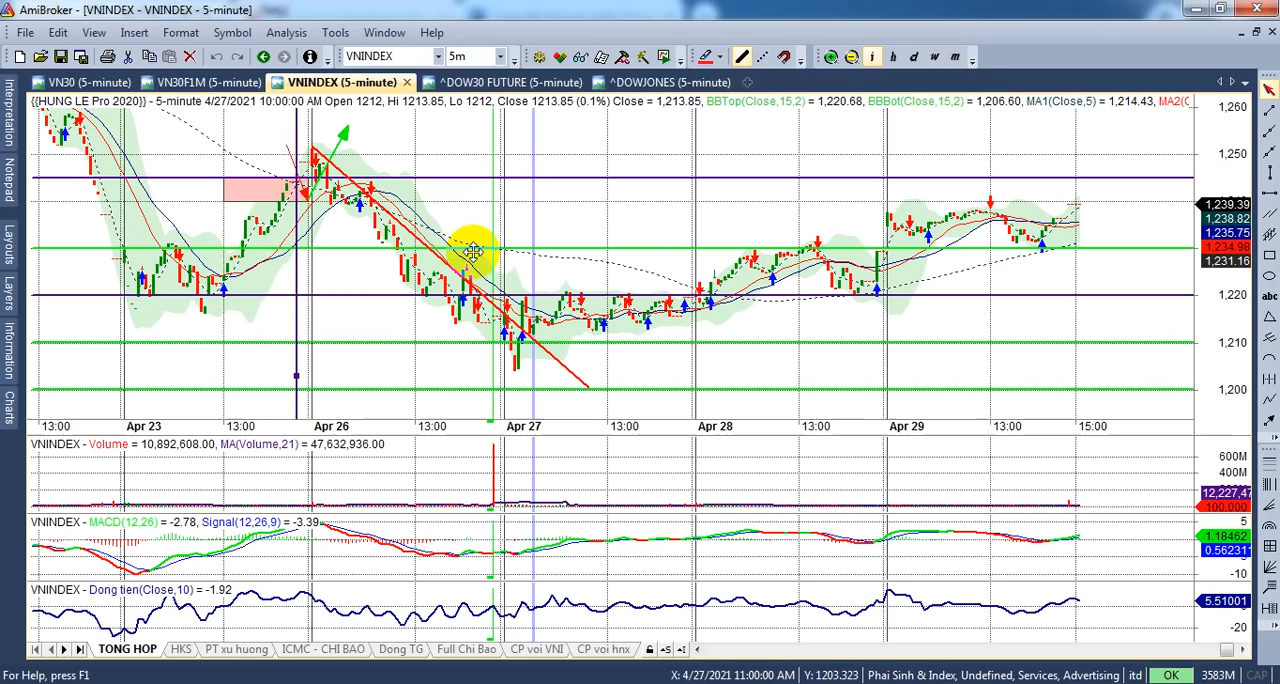 AmiBroker - [VNINDEX - VNINDEX - 5-minute]
File Edit View Insert Format Symbol Analysis Tools Window Help
VNINDEX 5m i h d w m
VN30 (5-minute) VN30F1M (5-minute) VNINDEX (5-minute) ^DOW30 FUTURE (5-minute) ^DOWJONES (5-minute)
{{HUNG LE Pro 2020}} - 5-minute 4/27/2021 10:00:00 AM Open 1212, Hi 1213.85, Lo 1212, Close 1213.85 (0.1%) Close = 1,213.85, BBTop(Close,15,2) = 1,220.68, BBBot(Close,15,2) = 1,206.60, MA1(Close,5) = 1,214.43, MA2(C
1,260
1,250
1,239.39
1,238.82
1,235.75
1,234.98
1,231.16
1,220
1,210
1,200
13:00 Apr 23 13:00 Apr 26 13:00 Apr 27 13:00 Apr 28 13:00 Apr 29 13:00 15:00
VNINDEX - Volume = 10,892,608.00, MA(Volume,21) = 47,632,936.00
600M
400M
12,227,47
100,000
VNINDEX - MACD(12,26) = -2.78, Signal(12,26,9) = -3.39
5
1.18462
0.562311
-10
VNINDEX - Dong tien(Close,10) = -1.92
5.51001
-20
TONG HOP HKS PT xu huong ICMC - CHI BAO Dong TG Full Chi Bao CP voi VNI CP voi hnx
For Help, press F1 X: 4/27/2021 11:00:00 AM Y: 1203.323 Phai Sinh & Index, Undefined, Services, Advertising itd OK 3583M CAP
Interpretation
Notepad
Layouts
Layers
Information
Charts
abc